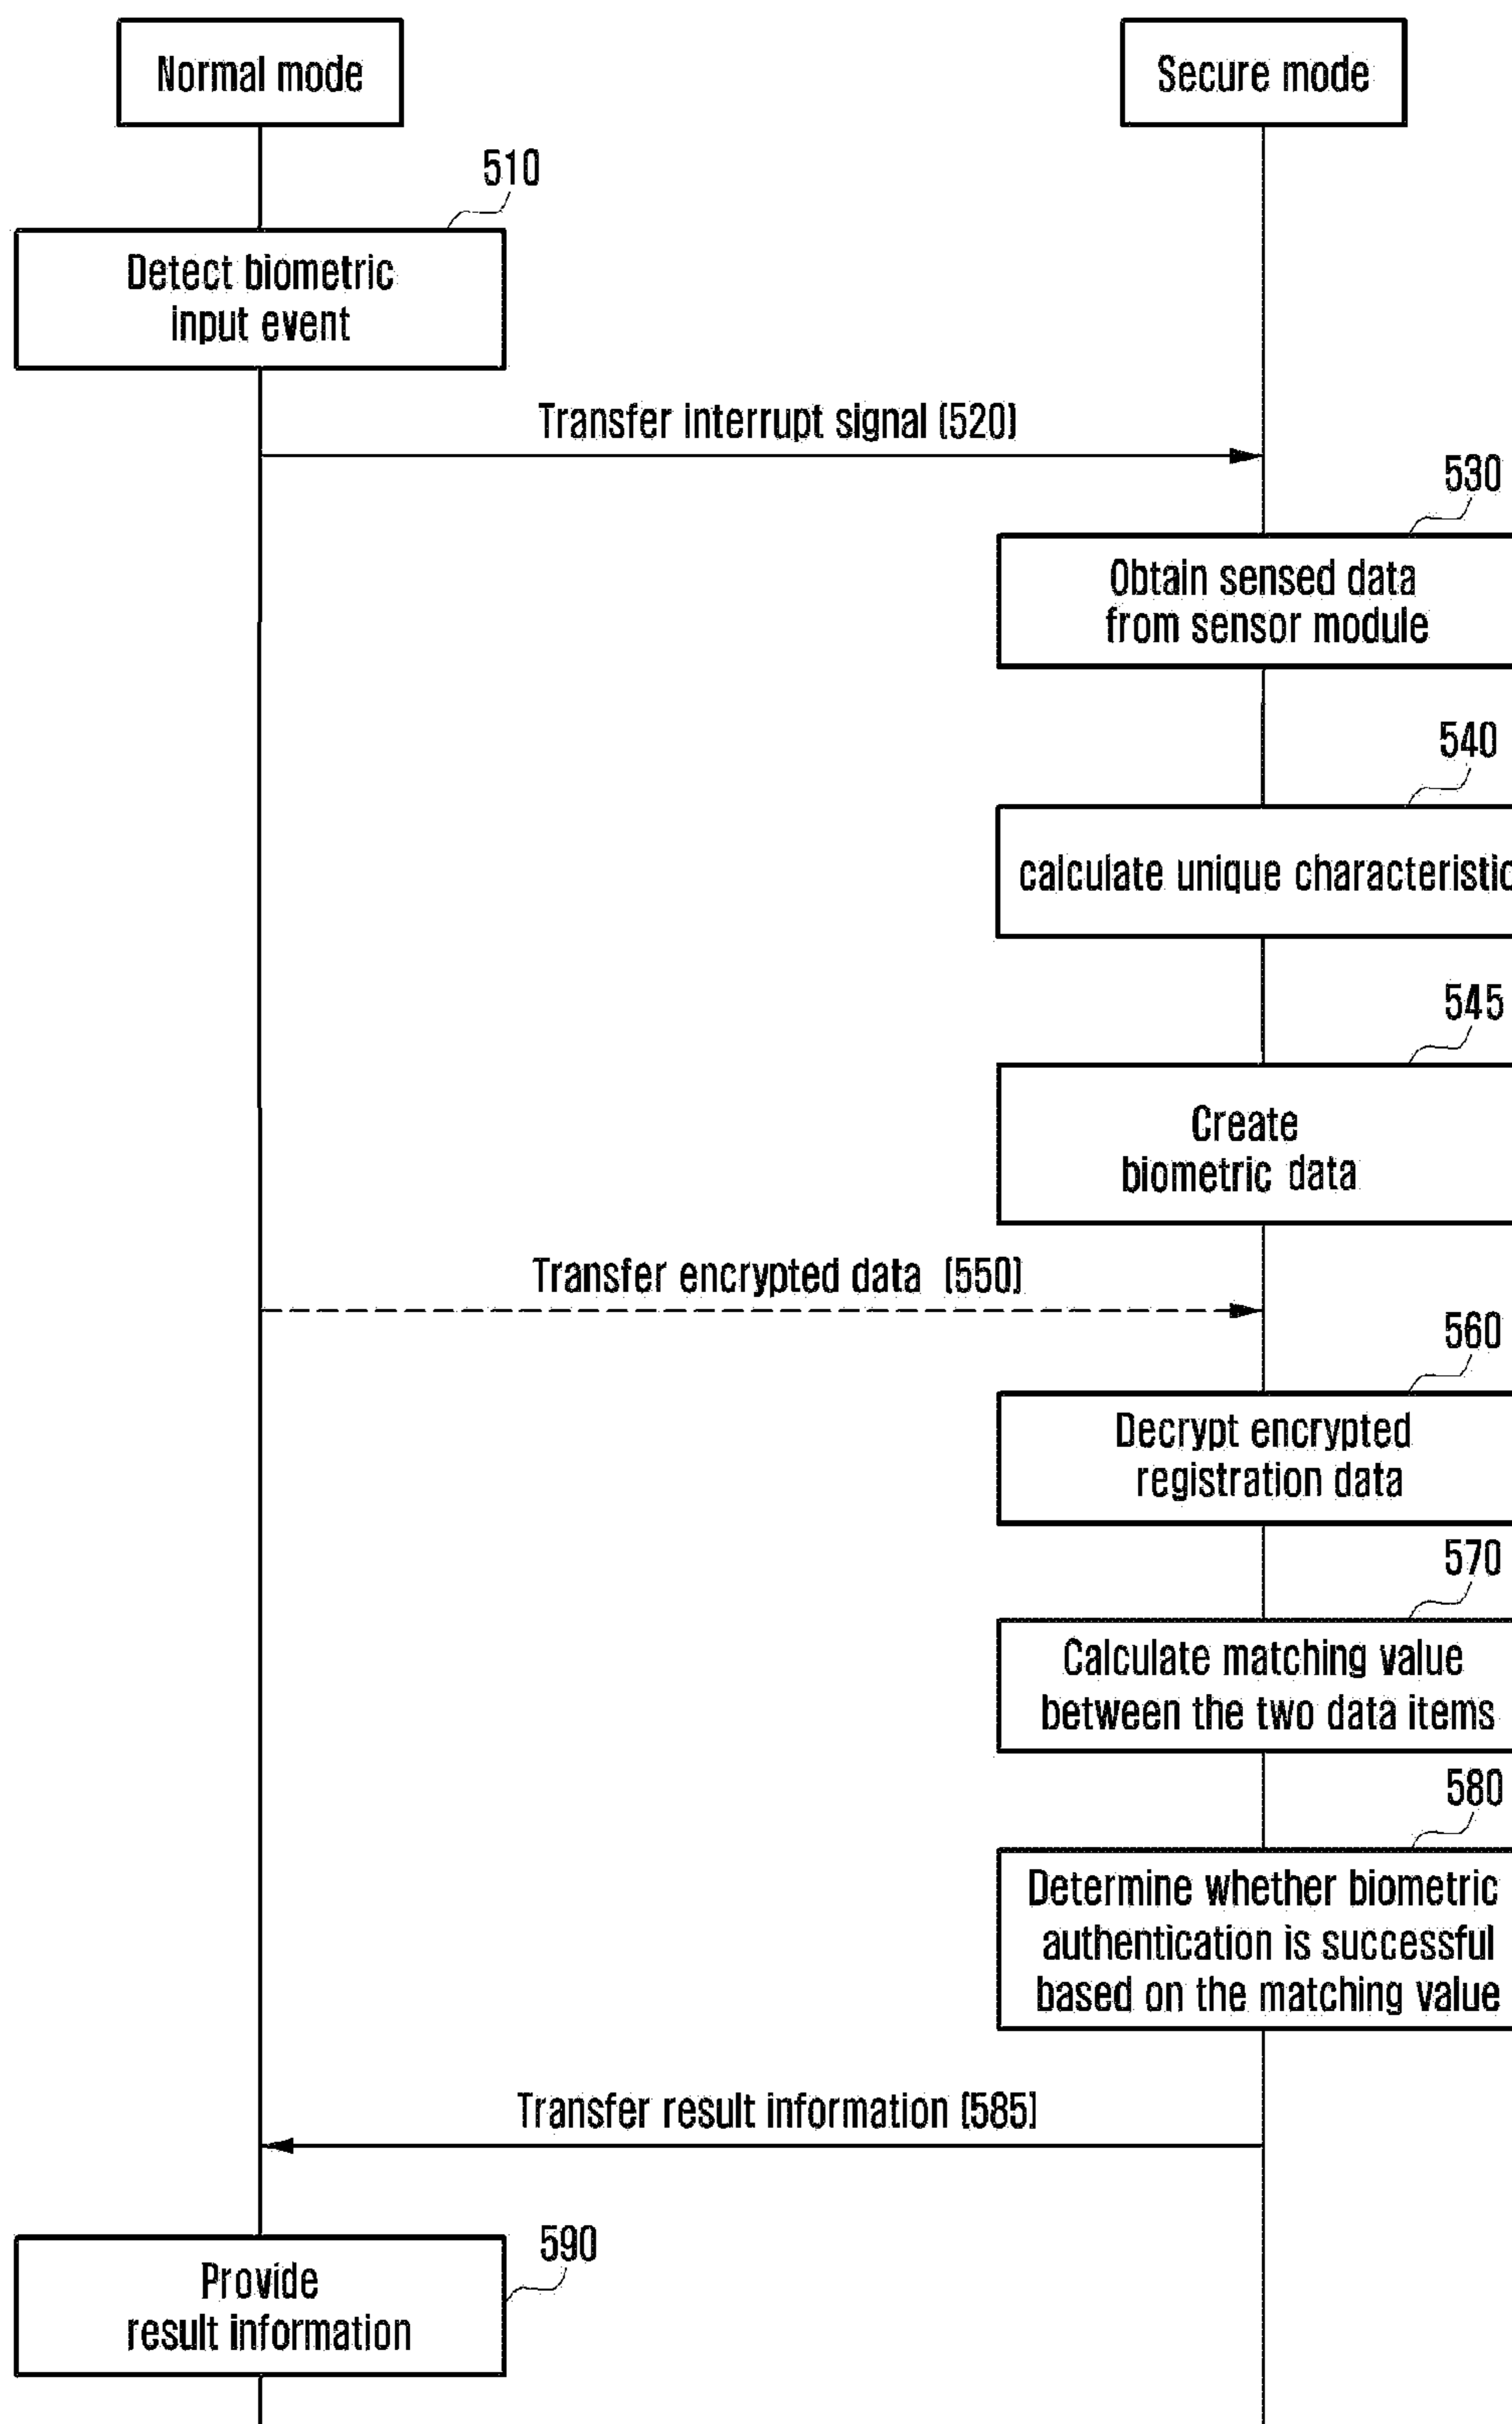 Normal mode
Secure mode
510
Detect biometric
input event
Transfer interrupt signal (520)
530
Obtain sensed data
from sensor module
540
calculate unique characteristic
545
Create
biometric data
Transfer encrypted data (550)
560
Decrypt encrypted
registration data
570
Calculate matching value
between the two data items
580
Determine whether biometric
authentication is successful
based on the matching value
Transfer result information (585)
590
Provide
result information